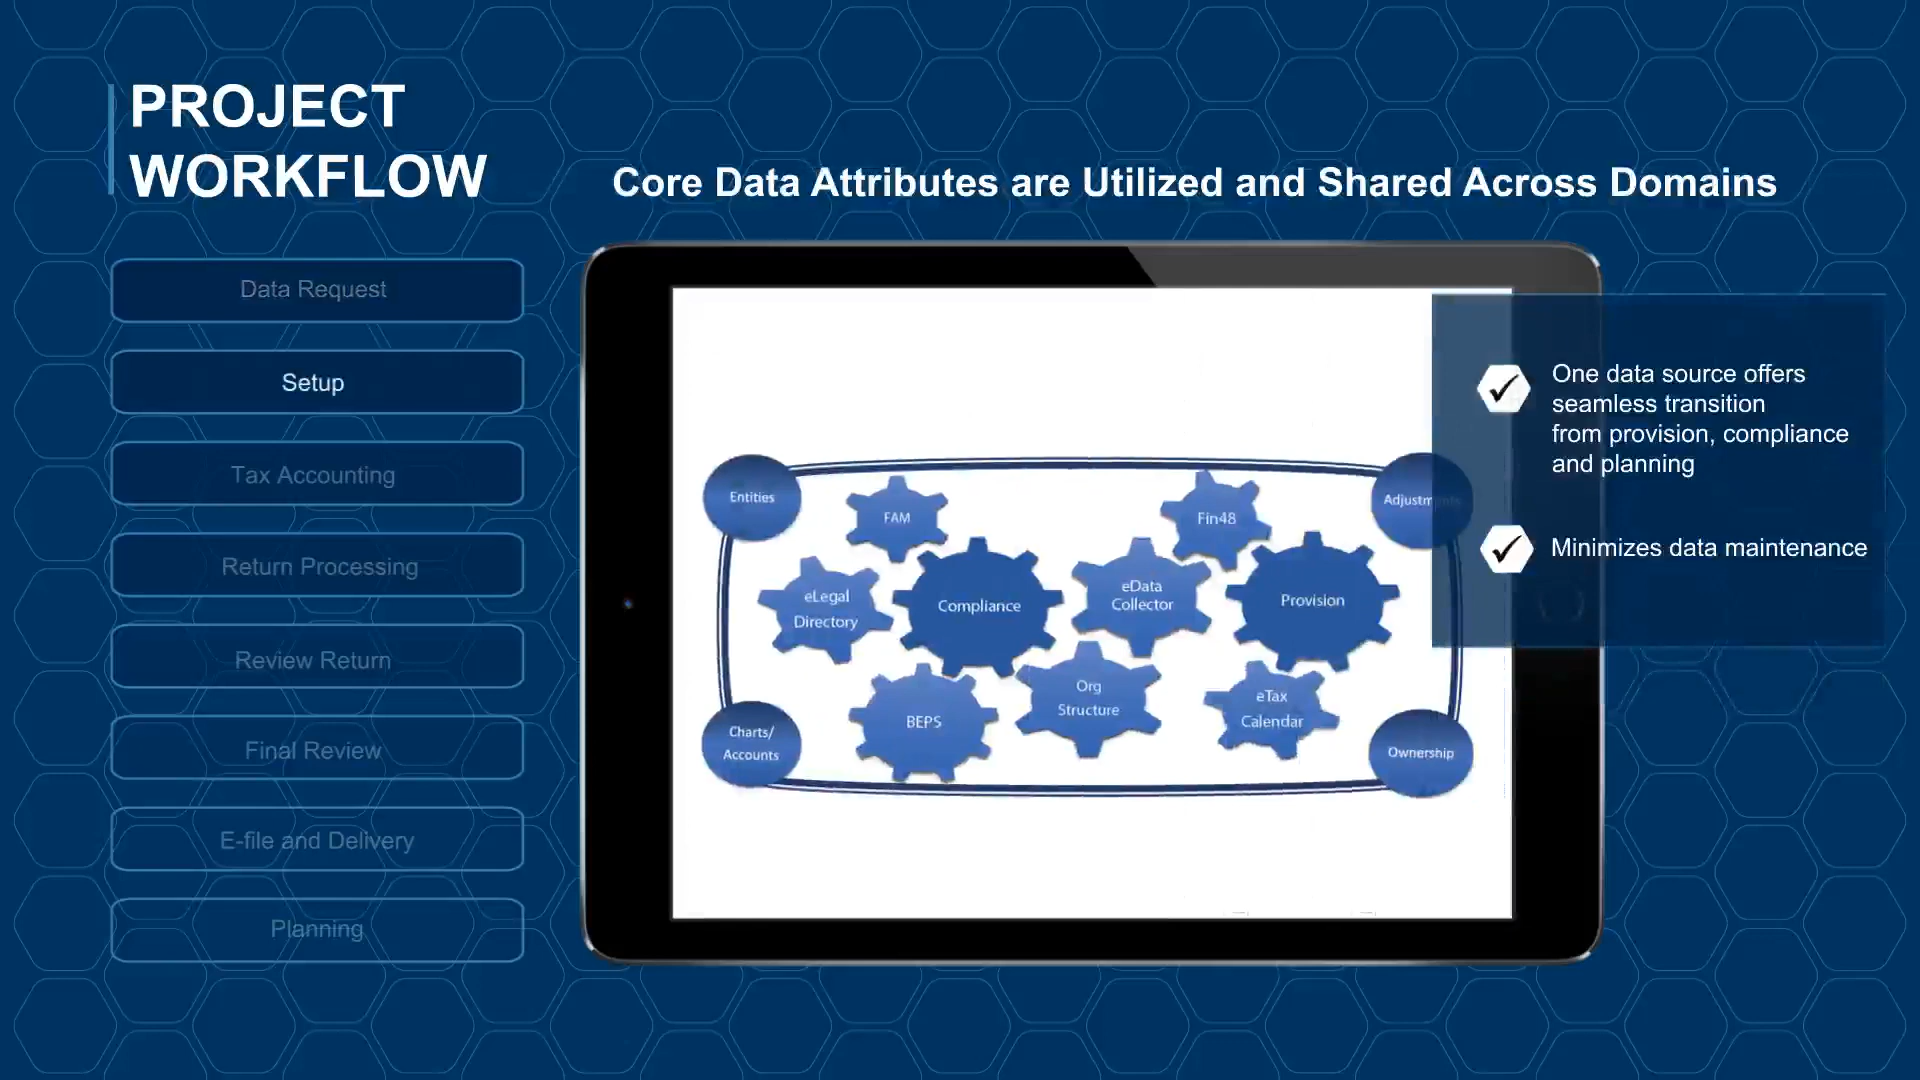 PROJECT
WORKFLOW
Core Data Attributes are Utilized and Shared Across Domains
Data Request
Setup
Tax Accounting
Return Processing
Review Return
Final Review
E-file and Delivery
Planning
Entities
FAM
Fin48
Adjustments
eLegal
Directory
Compliance
eData
Collector
Provision
BEPS
Org
Structure
eTax
Calendar
Charts/
Accounts
Ownership
One data source offers
seamless transition
from provision, compliance
and planning
Minimizes data maintenance